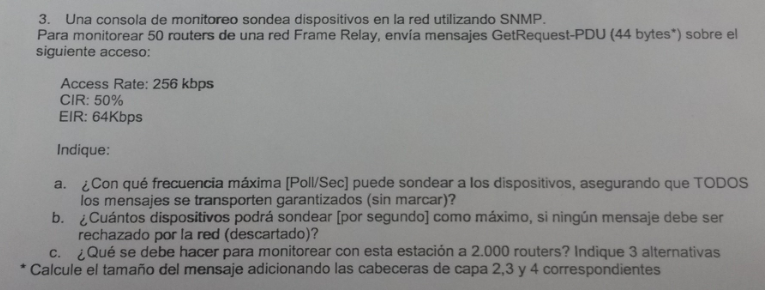 3. Una consola de monitoreo sondea dispositivos en la red utilizando SNMP.
Para monitorear 50 routers de una red Frame Relay, envía mensajes GetRequest-PDU (44 bytes*) sobre el
siguiente acceso:
Access Rate: 256 kbps
CIR: 50%
EIR: 64Kbps
Indique:
a. ¿Con qué frecuencia máxima [Poll/Sec] puede sondear a los dispositivos, asegurando que TODOS
los mensajes se transporten garantizados (sin marcar)?
b. ¿Cuántos dispositivos podrá sondear [por segundo] como máximo, si ningún mensaje debe ser
rechazado por la red (descartado)?
c. ¿Qué se debe hacer para monitorear con esta estación a 2.000 routers? Indique 3 alternativas
* Calcule el tamaño del mensaje adicionando las cabeceras de capa 2,3 y 4 correspondientes